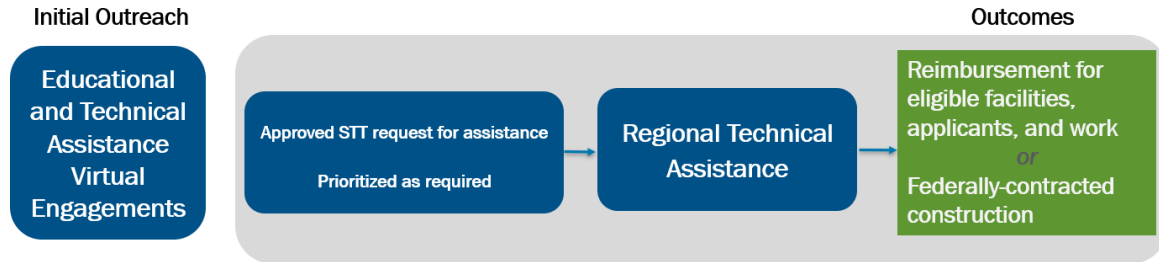 Initial Outreach
Educational
and Technical
Assistance
Virtual
Engagements
Approved STT request for assistance
Prioritized as required
Regional Technical
Assistance
Outcomes
Reimbursement for
eligible facilities,
applicants, and work
or
Federally-contracted
construction